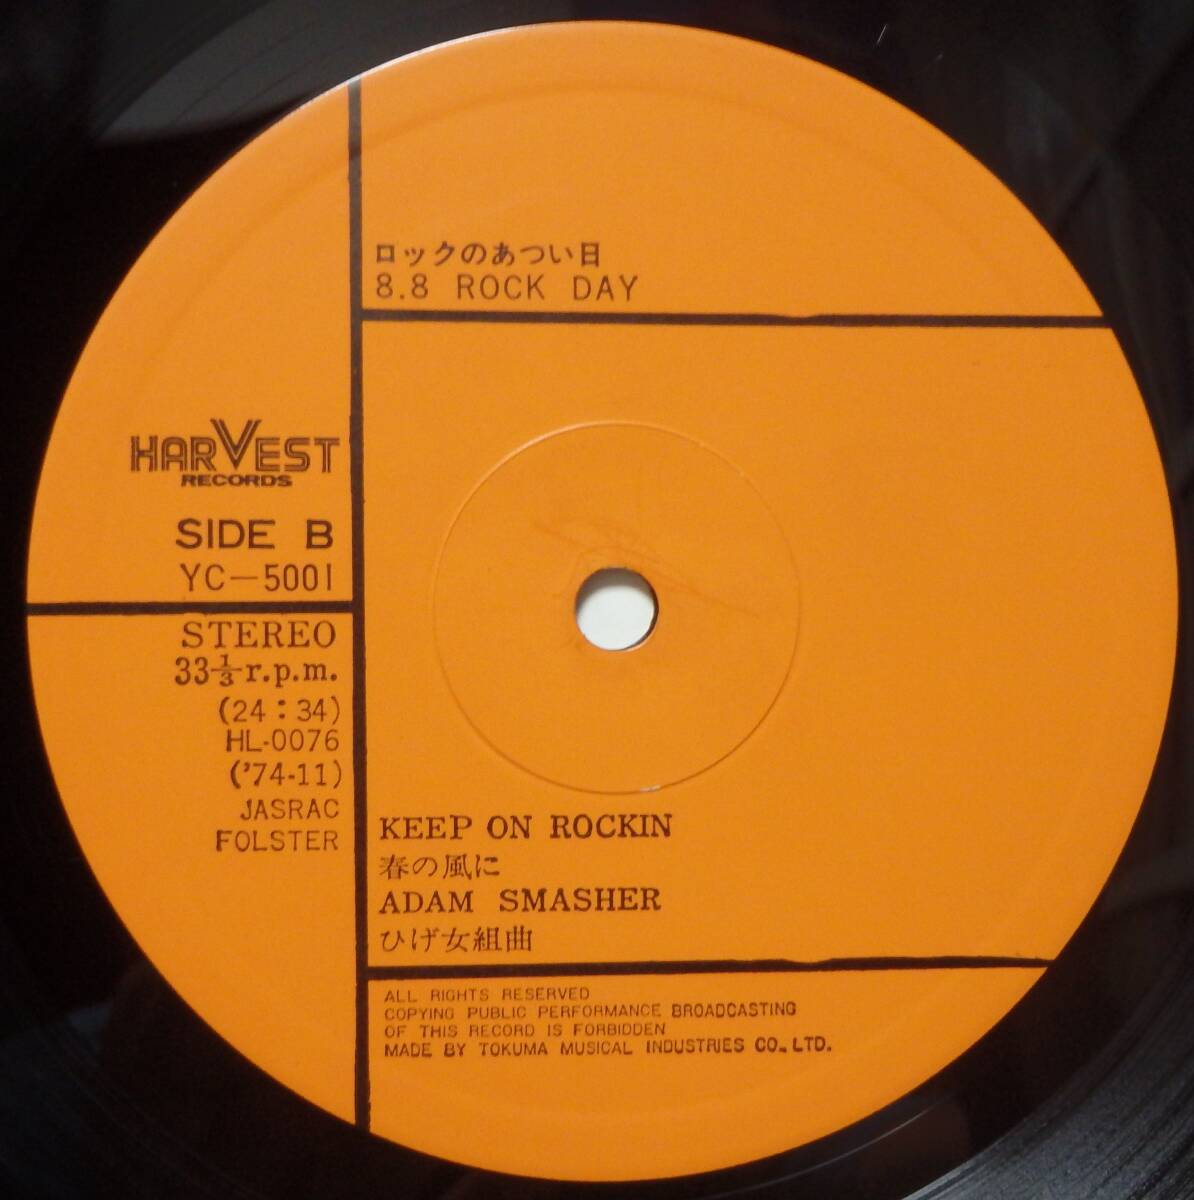 ロックのあつい日
8.8 ROCK DAY
HARVEST
RECORDS
SIDE B
YC-5001
STEREO
33⅓ r.p.m.
(24:34)
HL-0076
('74-11)
JASRAC
FOLSTER
KEEP ON ROCKIN
春の風に
ADAM SMASHER
ひげ女組曲
ALL RIGHTS RESERVED
COPYING PUBLIC PERFORMANCE BROADCASTING
OF THIS RECORD IS FORBIDDEN
MADE BY TOKUMA MUSICAL INDUSTRIES CO., LTD.